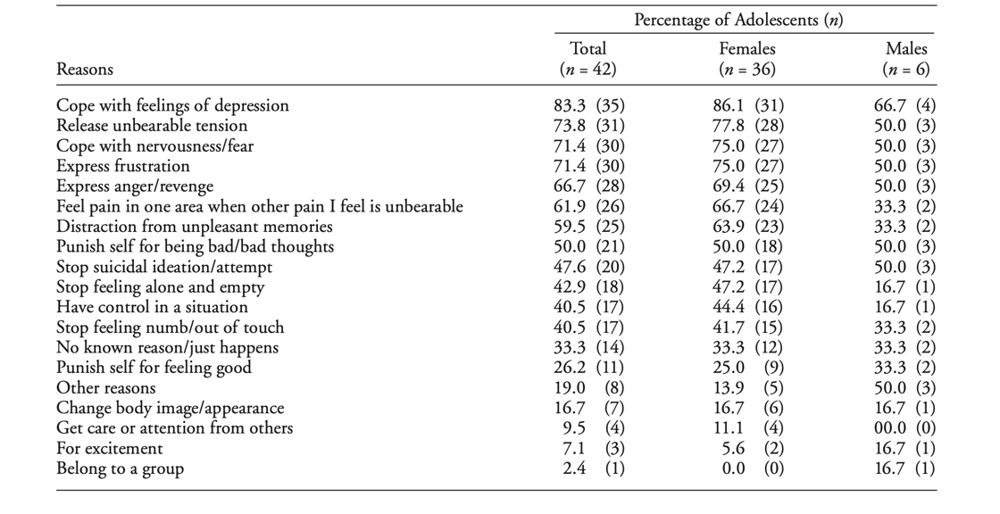 Percentage of Adolescents (n)
Total Females Males
Reasons (n = 42) (n = 36) (n = 6)
Cope with feelings of depression 83.3 (35) 86.1 (31) 66.7 (4)
Release unbearable tension 73.8 (31) 77.8 (28) 50.0 (3)
Cope with nervousness/fear 71.4 (30) 75.0 (27) 50.0 (3)
Express frustration 71.4 (30) 75.0 (27) 50.0 (3)
Express anger/revenge 66.7 (28) 69.4 (25) 50.0 (3)
Feel pain in one area when other pain I feel is unbearable 61.9 (26) 66.7 (24) 33.3 (2)
Distraction from unpleasant memories 59.5 (25) 63.9 (23) 33.3 (2)
Punish self for being bad/bad thoughts 50.0 (21) 50.0 (18) 50.0 (3)
Stop suicidal ideation/attempt 47.6 (20) 47.2 (17) 50.0 (3)
Stop feeling alone and empty 42.9 (18) 47.2 (17) 16.7 (1)
Have control in a situation 40.5 (17) 44.4 (16) 16.7 (1)
Stop feeling numb/out of touch 40.5 (17) 41.7 (15) 33.3 (2)
No known reason/just happens 33.3 (14) 33.3 (12) 33.3 (2)
Punish self for feeling good 26.2 (11) 25.0 (9) 33.3 (2)
Other reasons 19.0 (8) 13.9 (5) 50.0 (3)
Change body image/appearance 16.7 (7) 16.7 (6) 16.7 (1)
Get care or attention from others 9.5 (4) 11.1 (4) 00.0 (0)
For excitement 7.1 (3) 5.6 (2) 16.7 (1)
Belong to a group 2.4 (1) 0.0 (0) 16.7 (1)